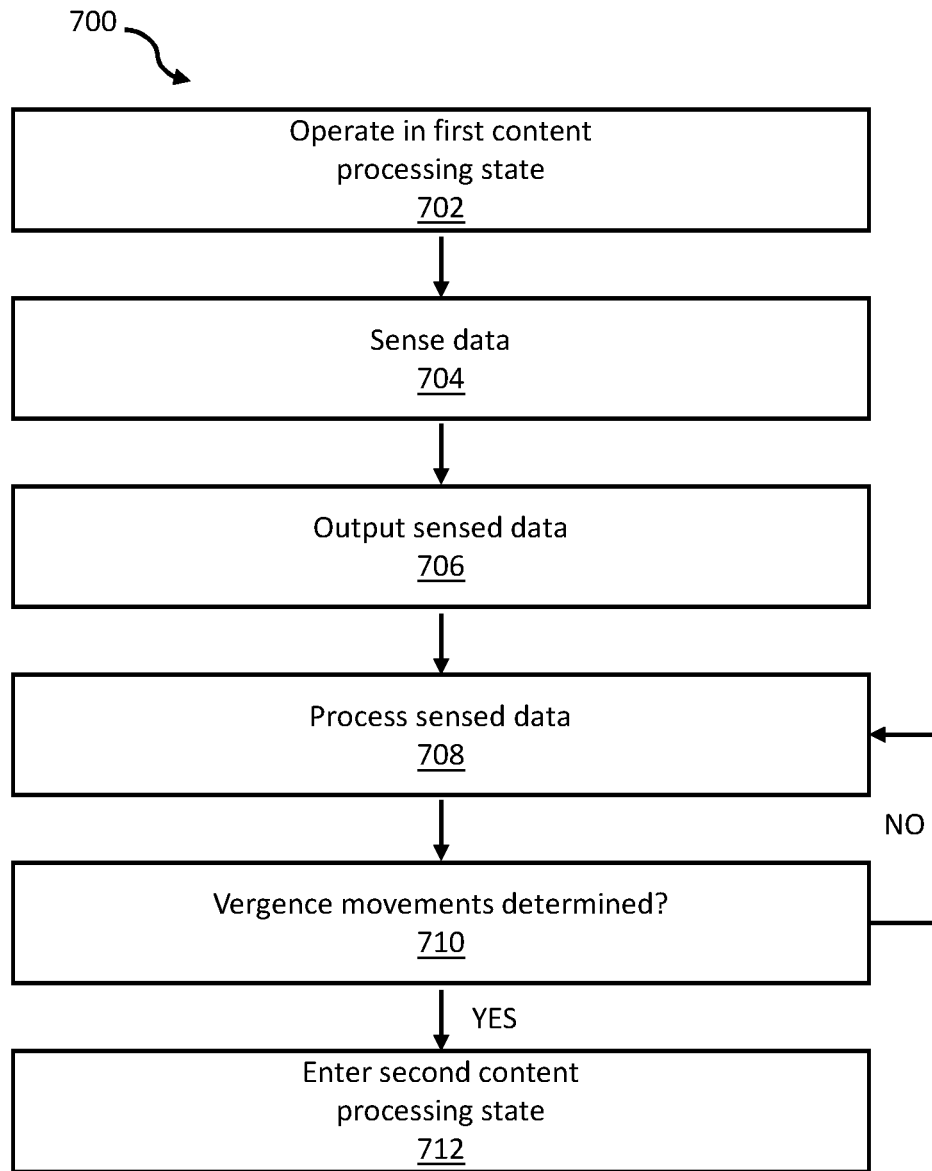 700
Operate in first content
processing state
702
Sense data
704
Output sensed data
706
Process sensed data
708
NO
Vergence movements determined?
710
YES
Enter second content
processing state
712